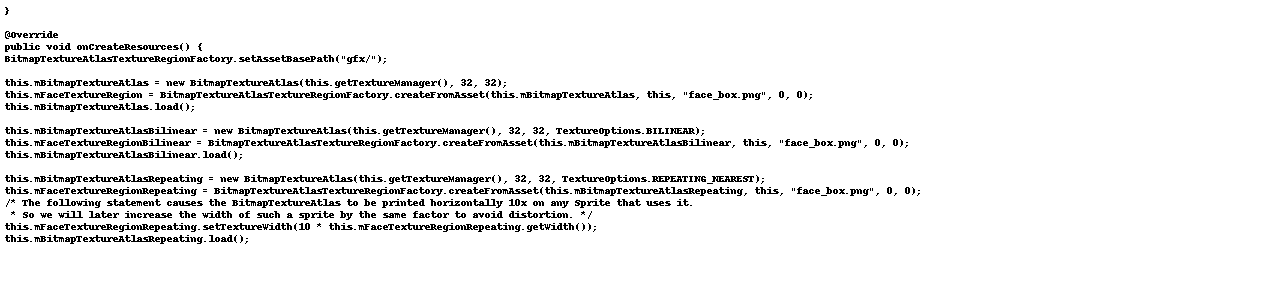 }
@Override
public void onCreateResources() {
BitmapTextureAtlasTextureRegionFactory.setAssetBasePath("gfx/");
this.mBitmapTextureAtlas = new BitmapTextureAtlas(this.getTextureManager(), 32, 32);
this.mFaceTextureRegion = BitmapTextureAtlasTextureRegionFactory.createFromAsset(this.mBitmapTextureAtlas, this, "face_box.png", 0, 0);
this.mBitmapTextureAtlas.load();
this.mBitmapTextureAtlasBilinear = new BitmapTextureAtlas(this.getTextureManager(), 32, 32, TextureOptions.BILINEAR);
this.mFaceTextureRegionBilinear = BitmapTextureAtlasTextureRegionFactory.createFromAsset(this.mBitmapTextureAtlasBilinear, this, "face_box.png", 0, 0);
this.mBitmapTextureAtlasBilinear.load();
this.mBitmapTextureAtlasRepeating = new BitmapTextureAtlas(this.getTextureManager(), 32, 32, TextureOptions.REPEATING_NEAREST);
this.mFaceTextureRegionRepeating = BitmapTextureAtlasTextureRegionFactory.createFromAsset(this.mBitmapTextureAtlasRepeating, this, "face_box.png", 0, 0);
/* The following statement causes the BitmapTextureAtlas to be printed horizontally 10x on any Sprite that uses it.
 * So we will later increase the width of such a sprite by the same factor to avoid distortion. */
this.mFaceTextureRegionRepeating.setTextureWidth(10 * this.mFaceTextureRegionRepeating.getWidth());
this.mBitmapTextureAtlasRepeating.load();